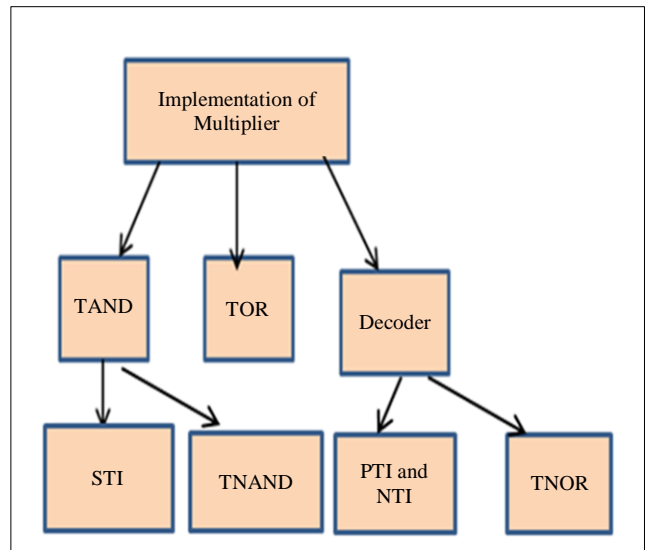 Implementation of
Multiplier
TAND
TOR
Decoder
STI
TNAND
PTI and
NTI
TNOR